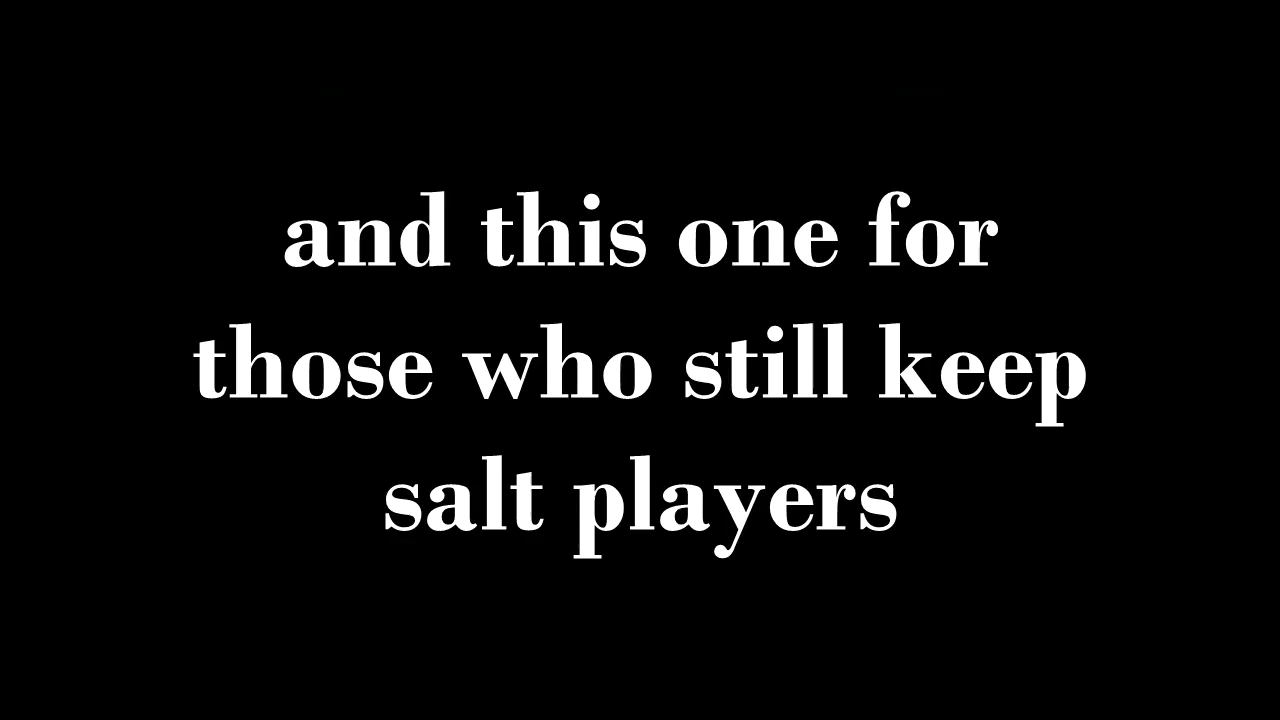 and this one for
those who still keep
salt players